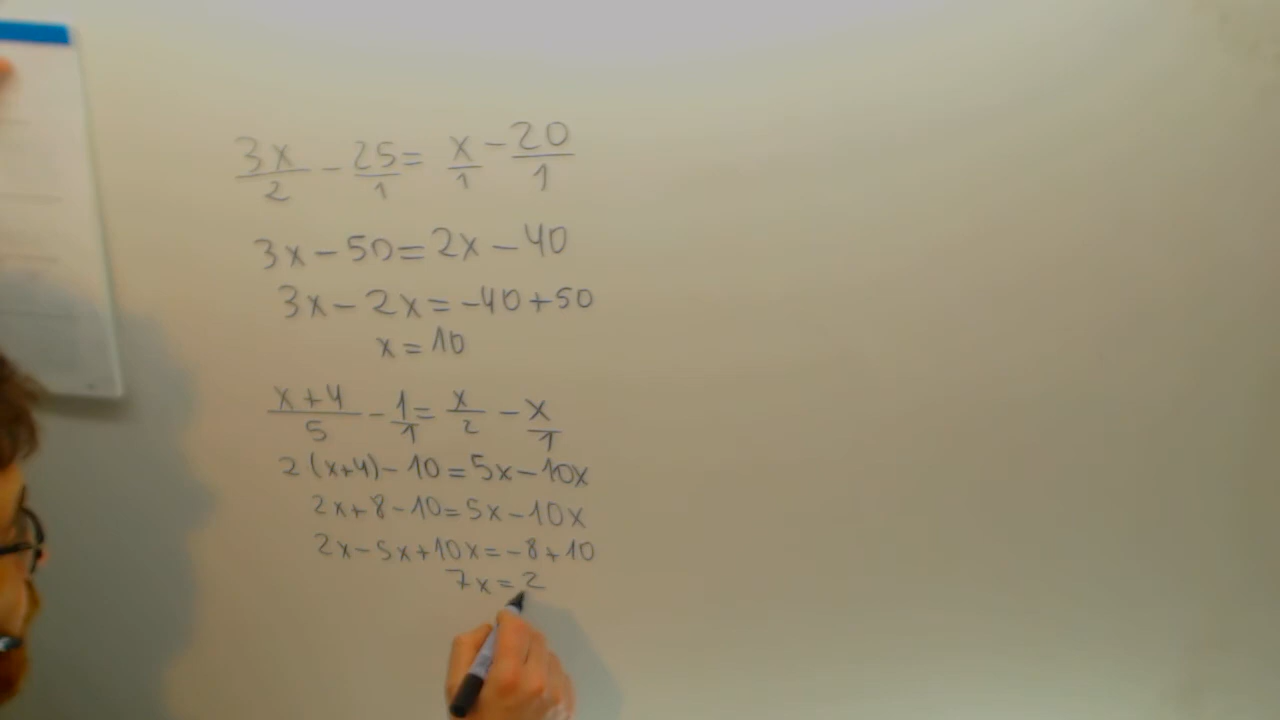 3x/2 - 25/1 = x/1 - 20/1
3x - 50 = 2x - 40
3x - 2x = -40 + 50
x = 10
x+4/5 - 1/1 = x/2 - x/1
2(x+4) - 10 = 5x - 10x
2x + 8 - 10 = 5x - 10x
2x - 5x + 10x = -8 + 10
7x = 2